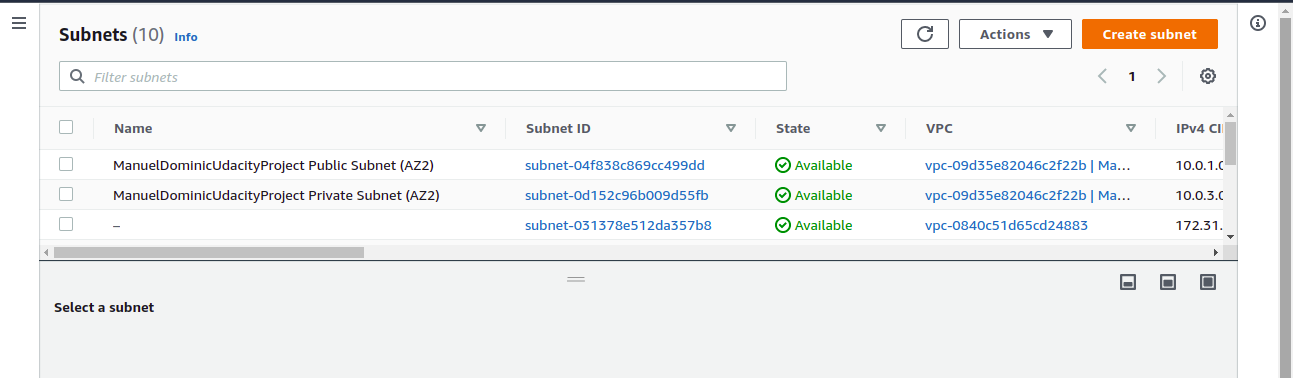 Subnets (10) Info
Actions
Create subnet
Filter subnets
1
Name Subnet ID State VPC IPv4 CI
ManuelDominicUdacityProject Public Subnet (AZ2) subnet-04f838c869cc499dd Available vpc-09d35e82046c2f22b | Ma... 10.0.1.0
ManuelDominicUdacityProject Private Subnet (AZ2) subnet-0d152c96b009d55fb Available vpc-09d35e82046c2f22b | Ma... 10.0.3.0
– subnet-031378e512da357b8 Available vpc-0840c51d65cd24883 172.31.
Select a subnet